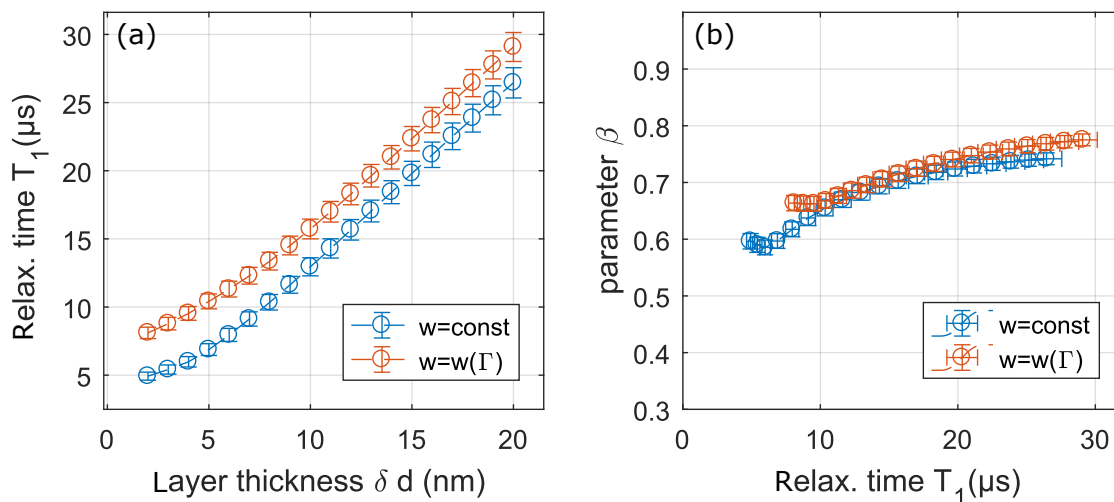 (a)
Relax. time T_1(μs)
30
25
20
15
10
5
0
5
10
15
20
Layer thickness δ d (nm)
w=const
w=w(Γ)
(b)
parameter β
0.9
0.8
0.7
0.6
0.5
0.4
0.3
0
10
20
30
Relax. time T_1(μs)
w=const
w=w(Γ)